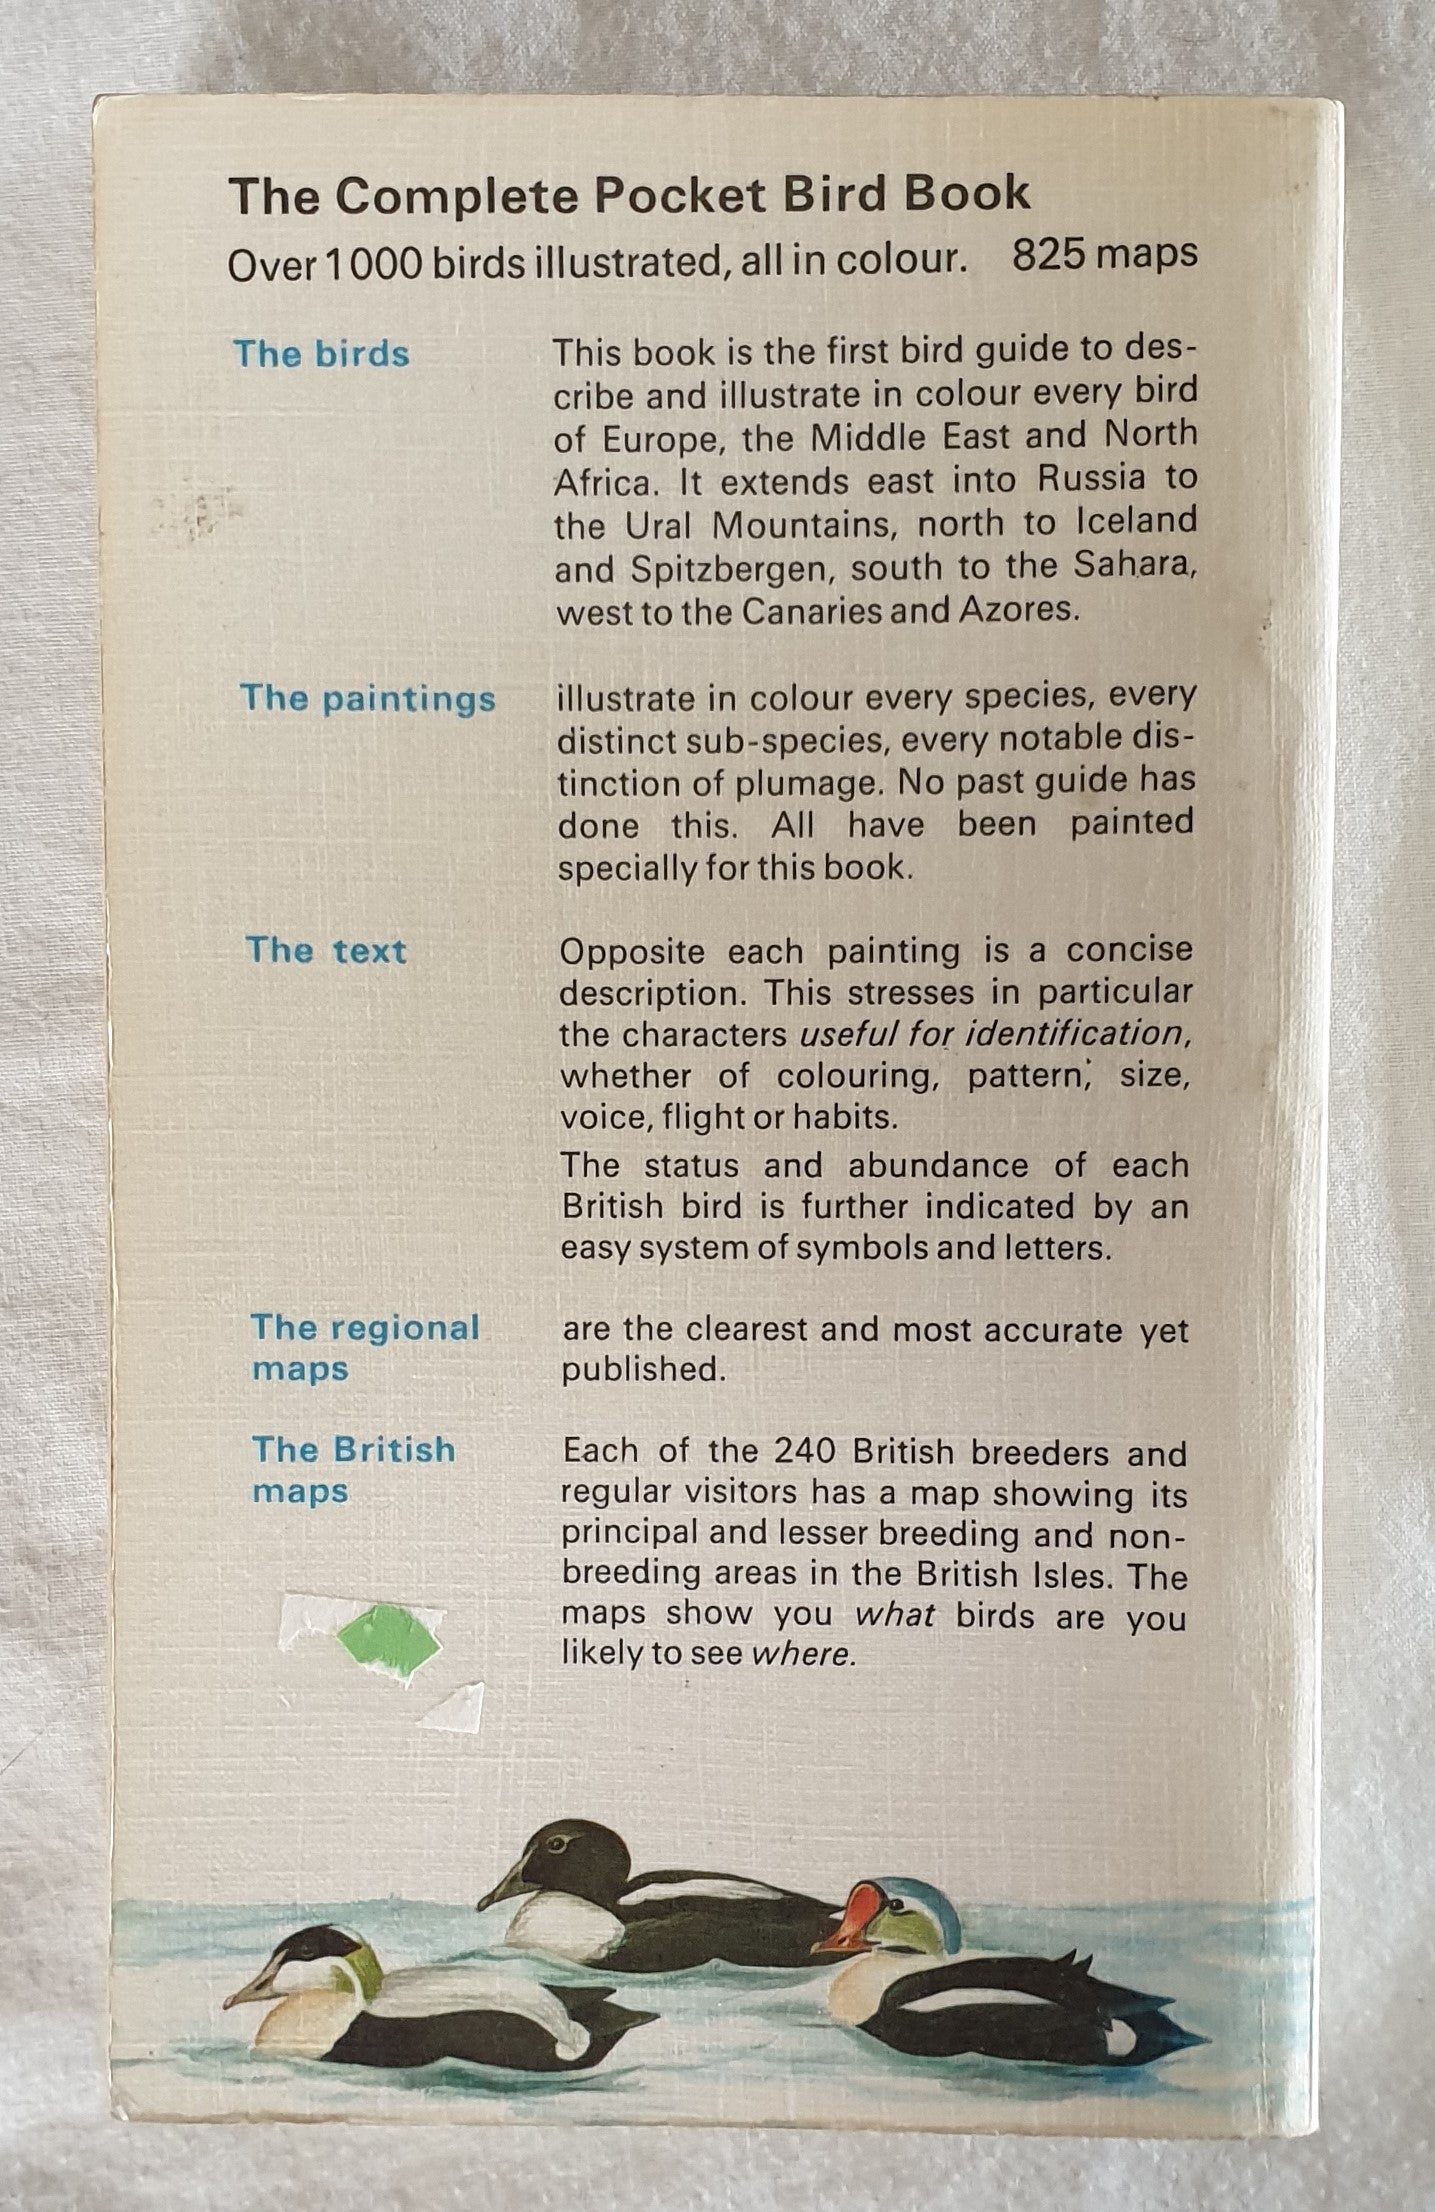 The Complete Pocket Bird Book
Over 1000 birds illustrated, all in colour. 825 maps
The birds
This book is the first bird guide to des-
cribe and illustrate in colour every bird
of Europe, the Middle East and North
Africa. It extends east into Russia to
the Ural Mountains, north to Iceland
and Spitzbergen, south to the Sahara,
west to the Canaries and Azores.
The paintings
illustrate in colour every species, every
distinct sub-species, every notable dis-
tinction of plumage. No past guide has
done this. All have been painted
specially for this book.
The text
Opposite each painting is a concise
description. This stresses in particular
the characters useful for identification,
whether of colouring, pattern, size,
voice, flight or habits.
The status and abundance of each
British bird is further indicated by an
easy system of symbols and letters.
The regional
maps
are the clearest and most accurate yet
published.
The British
maps
Each of the 240 British breeders and
regular visitors has a map showing its
principal and lesser breeding and non-
breeding areas in the British Isles. The
maps show you what birds are you
likely to see where.